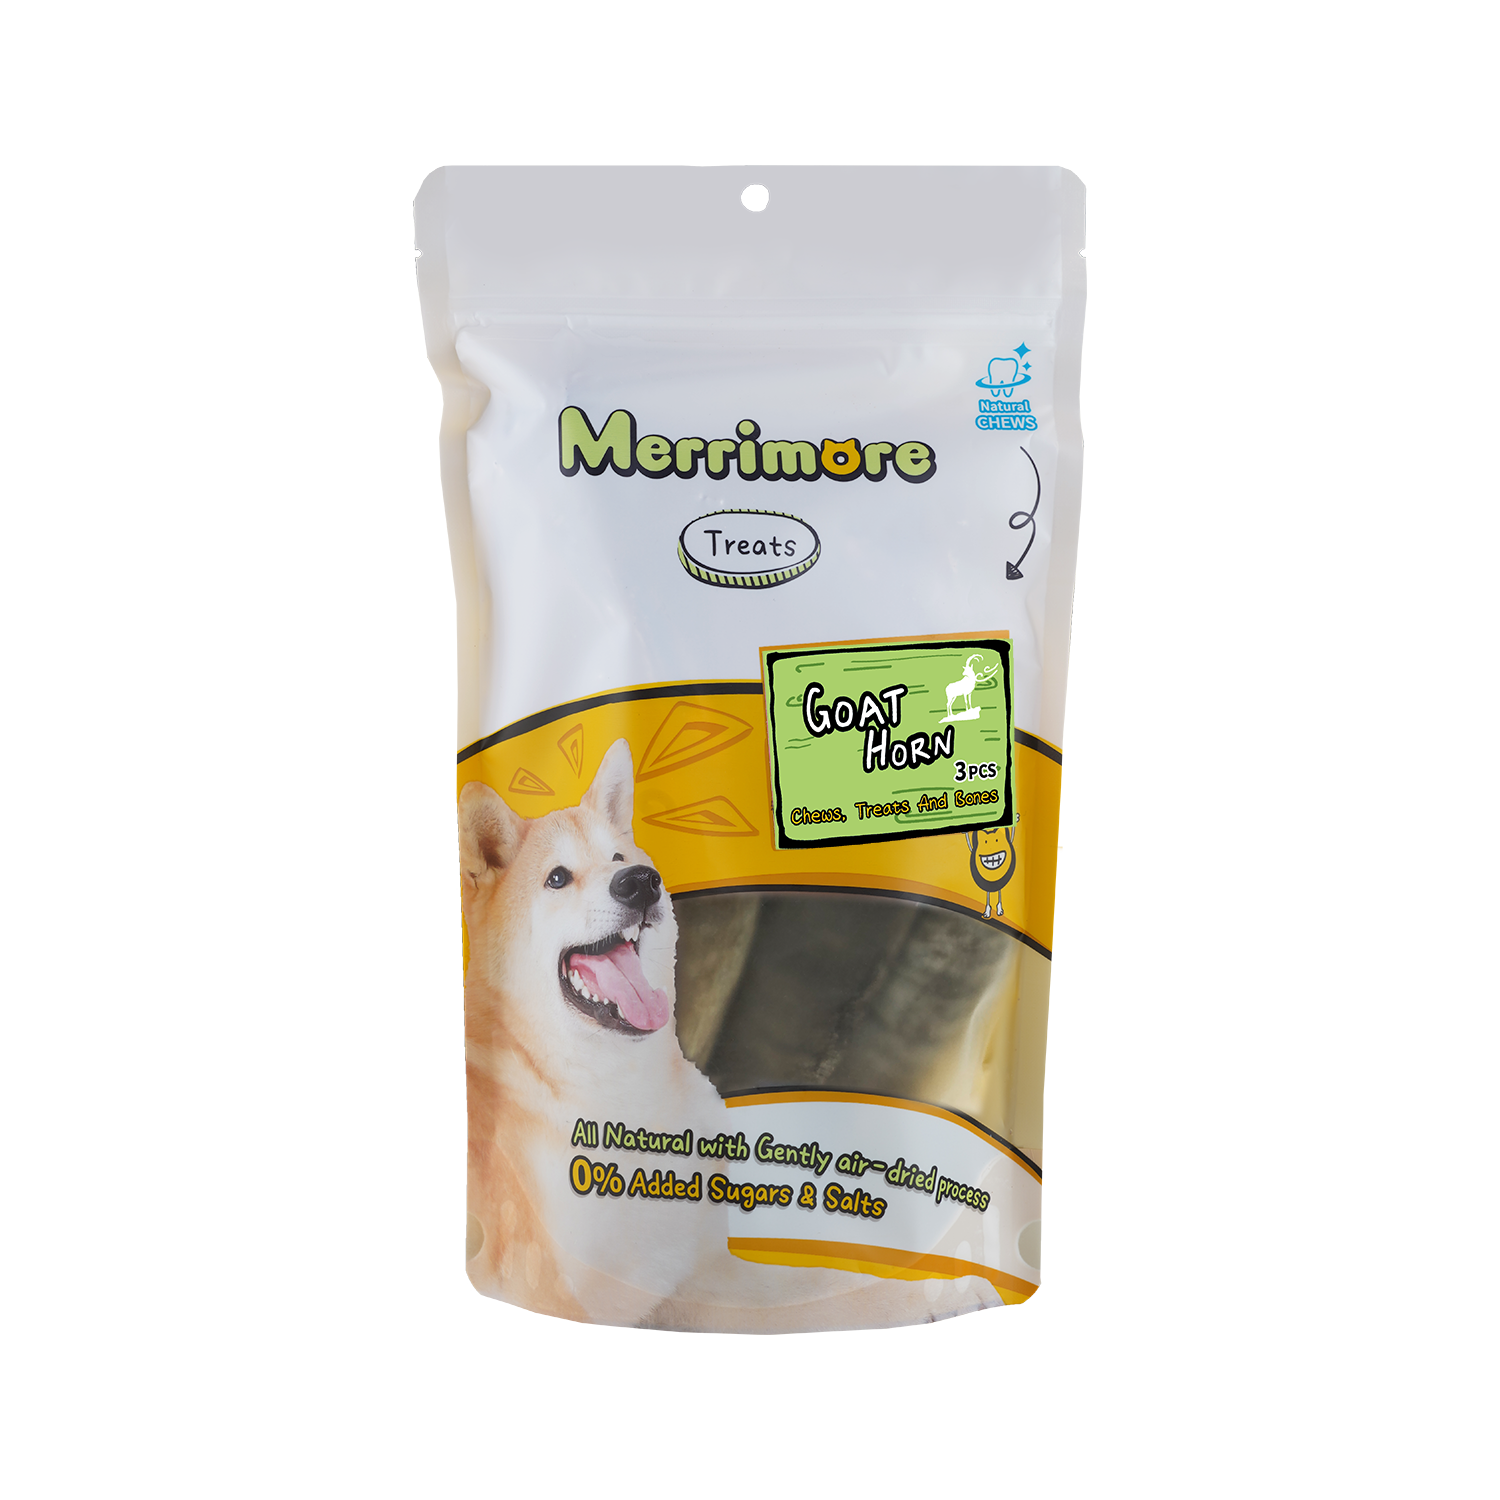 Natural
CHEWS
Merrimore
Treats
GOAT
HORN
3PCS
Chews, Treats And Bones
All Natural with Gently air-dried process
0% Added Sugars & Salts